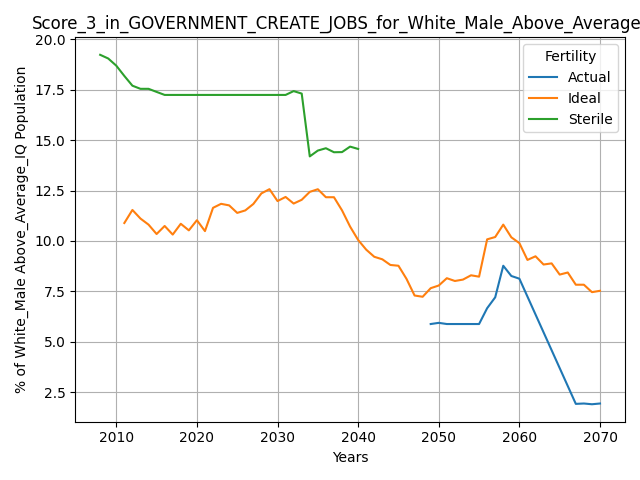 Score_3_in_GOVERNMENT_CREATE_JOBS_for_White_Male_Above_Average
% of White_Male Above_Average_IQ Population
20.0
17.5
15.0
12.5
10.0
7.5
5.0
2.5
Fertility
Actual
Ideal
Sterile
2010 2020 2030 2040 2050 2060 2070
Years